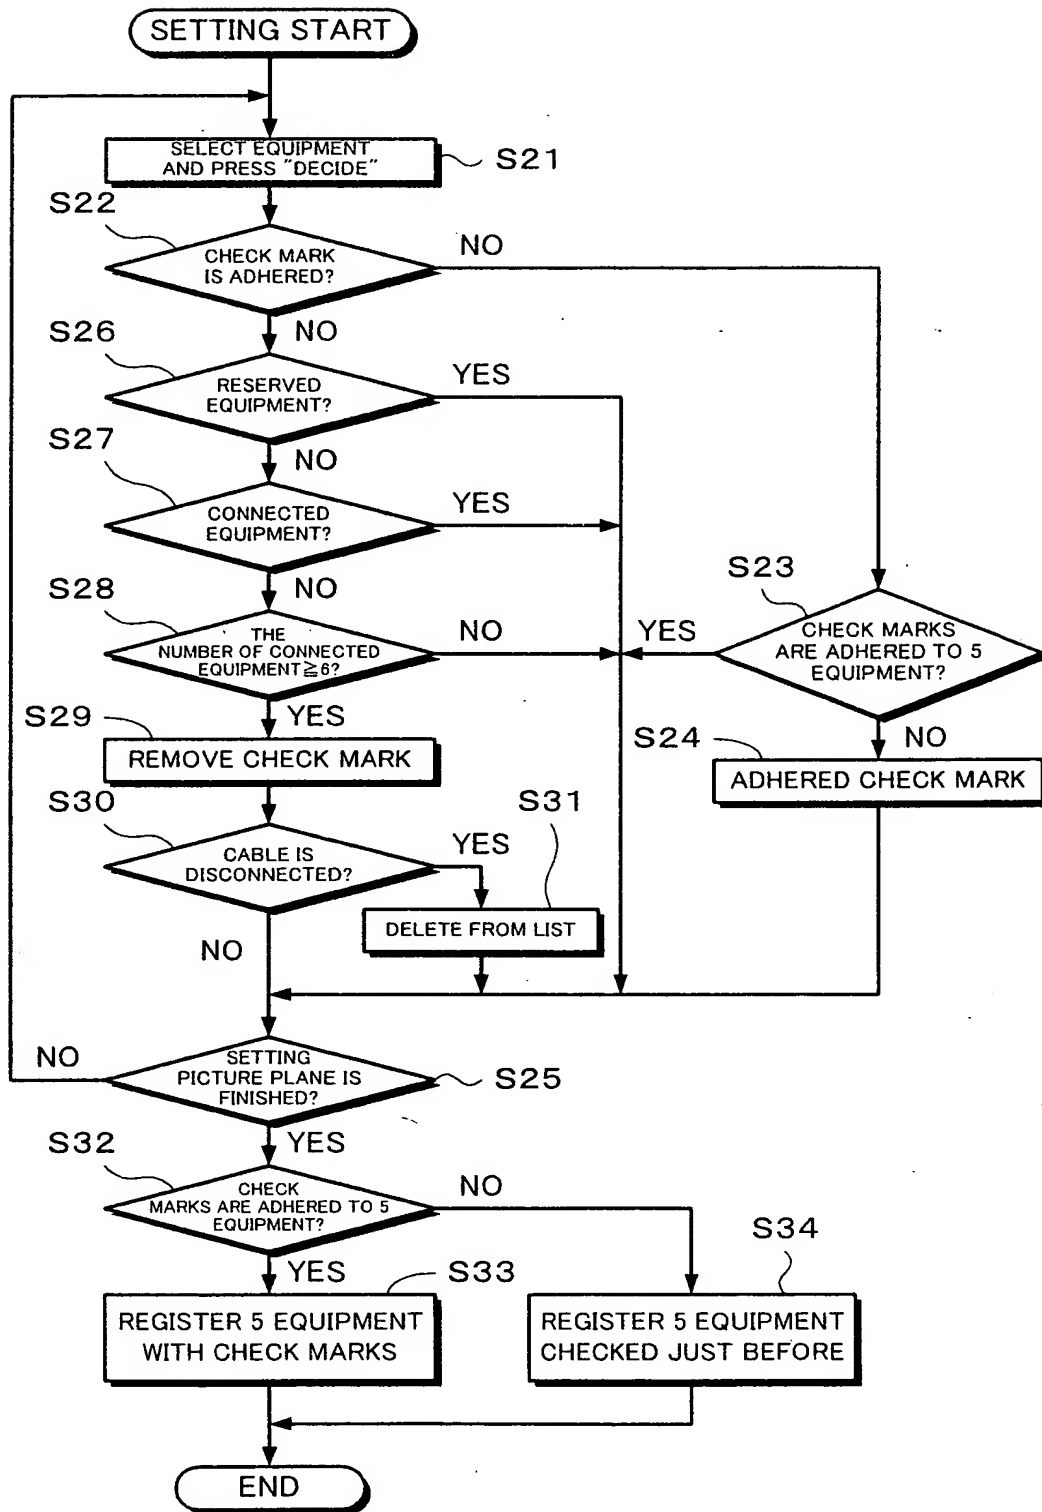 SETTING START
SELECT EQUIPMENT
AND PRESS "DECIDE"
S21
S22
CHECK MARK
IS ADHERED?
NO
NO
S26
RESERVED
EQUIPMENT?
YES
NO
S27
CONNECTED
EQUIPMENT?
YES
NO
S28
THE
NUMBER OF CONNECTED
EQUIPMENT≧6?
NO
YES
S23
CHECK MARKS
ARE ADHERED TO 5
EQUIPMENT?
YES
NO
S24
ADHERED CHECK MARK
S29
REMOVE CHECK MARK
S30
CABLE IS
DISCONNECTED?
YES
S31
DELETE FROM LIST
NO
SETTING
PICTURE PLANE IS
FINISHED?
S25
NO
YES
S32
CHECK
MARKS ARE ADHERED TO 5
EQUIPMENT?
NO
YES
S33
REGISTER 5 EQUIPMENT
WITH CHECK MARKS
S34
REGISTER 5 EQUIPMENT
CHECKED JUST BEFORE
END